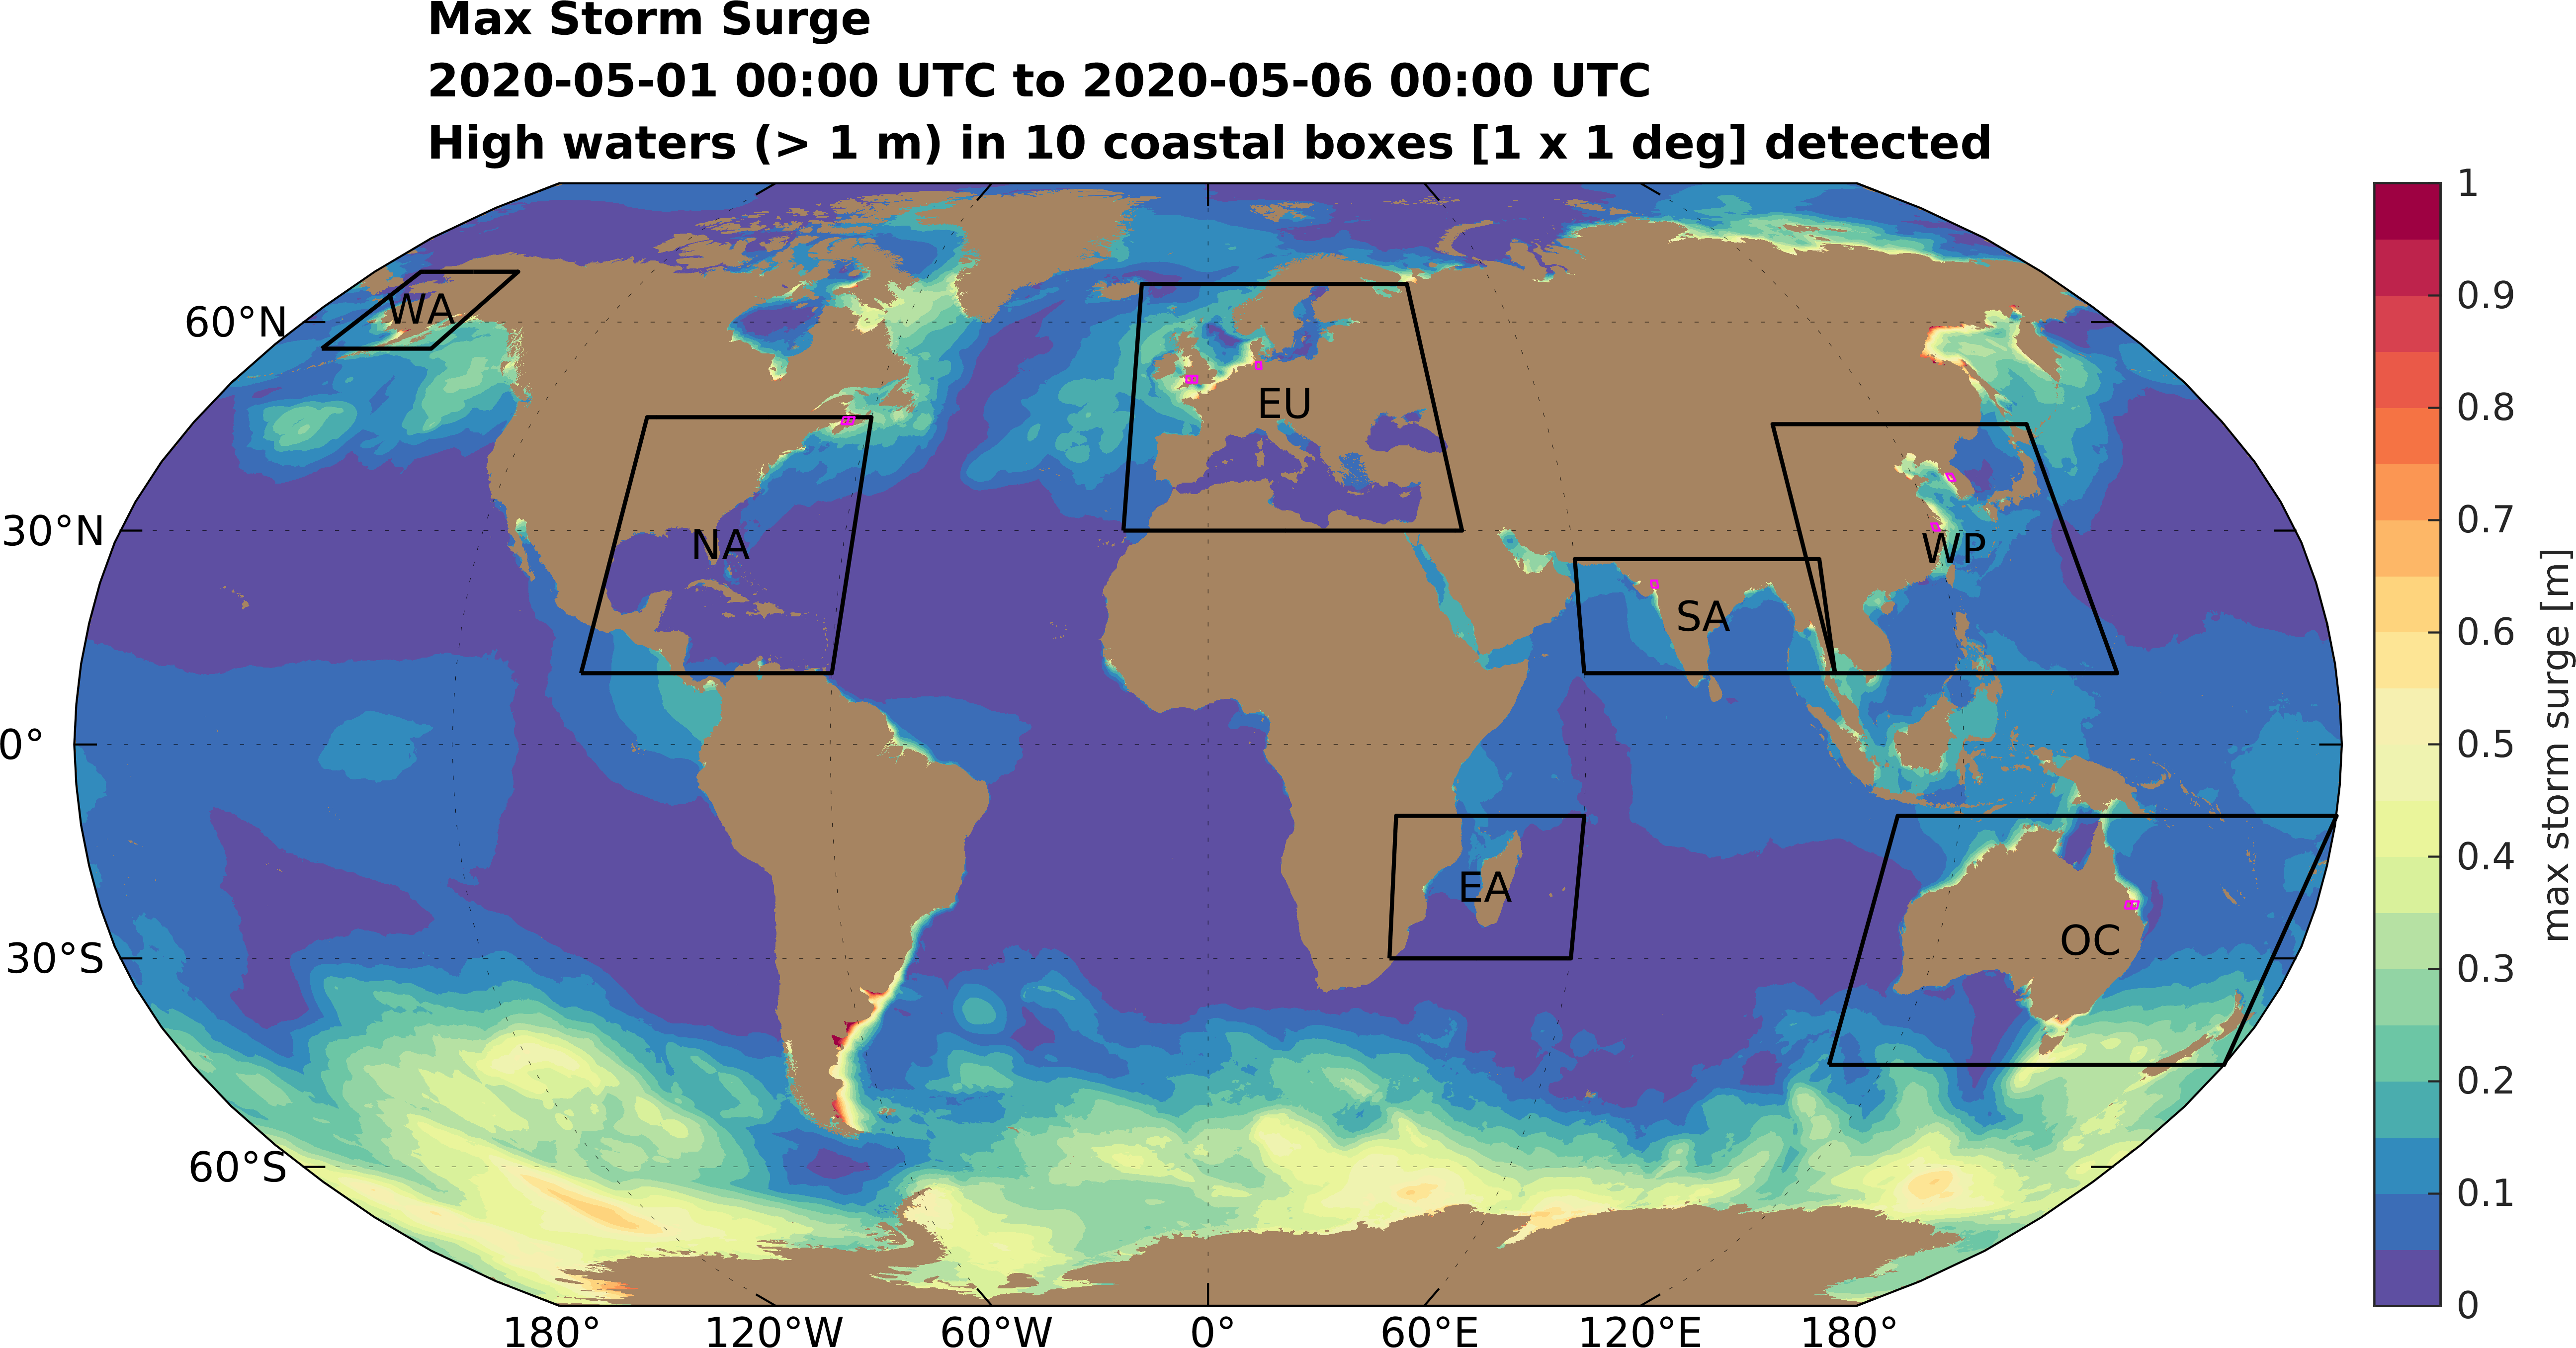 Max Storm Surge
2020-05-01 00:00 UTC to 2020-05-06 00:00 UTC
High waters (> 1 m) in 10 coastal boxes [1 x 1 deg] detected
60°N
30°N
0°
30°S
60°S
WA
NA
EU
SA
WP
EA
OC
180°
120°W
60°W
0°
60°E
120°E
180°
1
0.9
0.8
0.7
0.6
0.5
0.4
0.3
0.2
0.1
0
max storm surge [m]